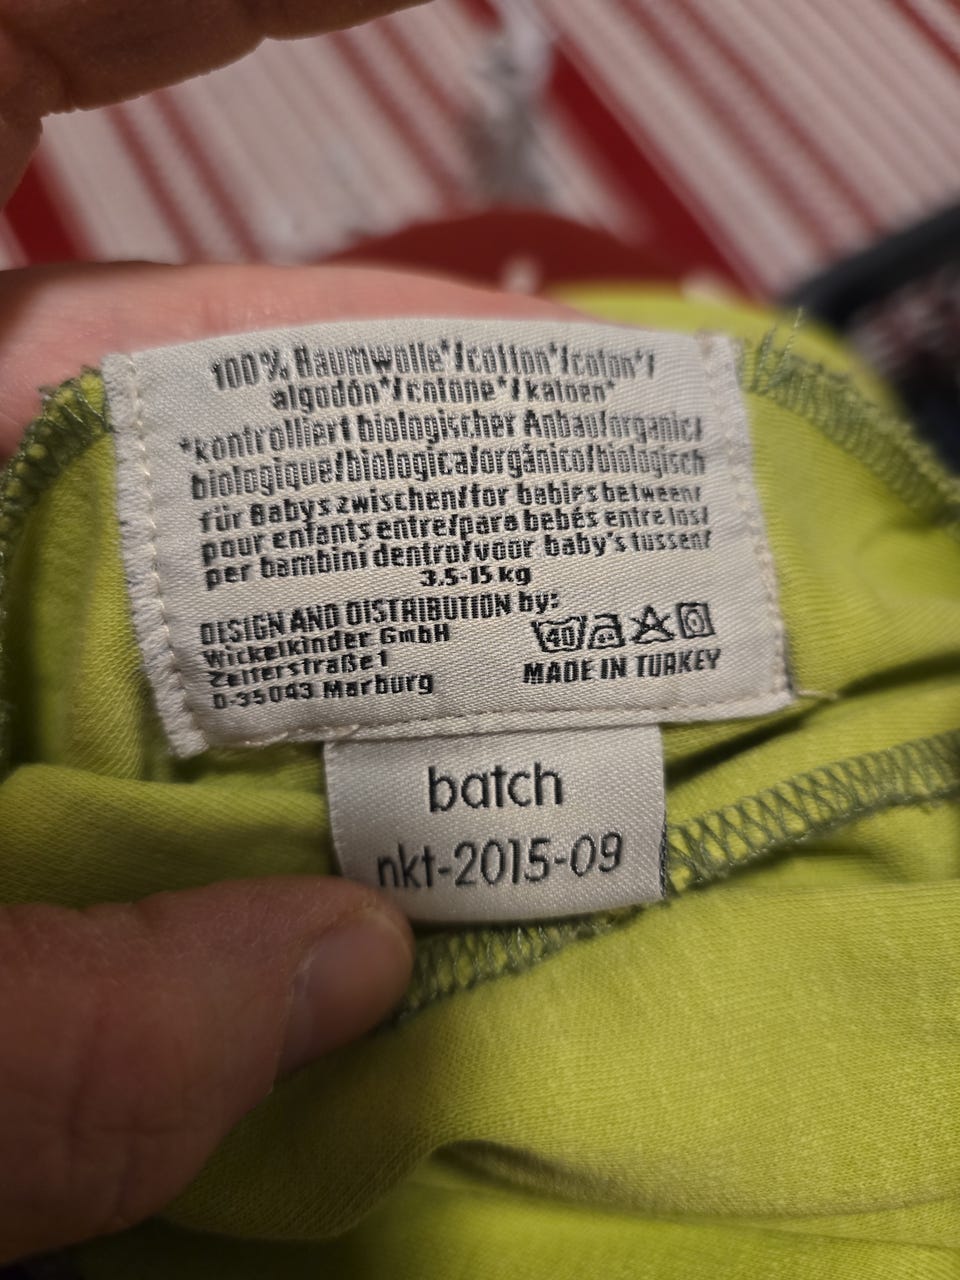 100% Baumwolle*/cotton*/coton*/
algodón*/cotone*/katoen*
*kontrolliert biologischer Anbau/organic/
biologique/biologica/orgánico/biologisch
für Babys zwischen/for babies between/
pour enfants entre/para bebés entre los/
per bambini dentro/voor baby's tussen/
3.5-15 kg
DESIGN AND DISTRIBUTION by:
Wickelkinder GmbH
Zeiferstraße 1
D-35043 Marburg
40
MADE IN TURKEY
batch
nkt-2015-09